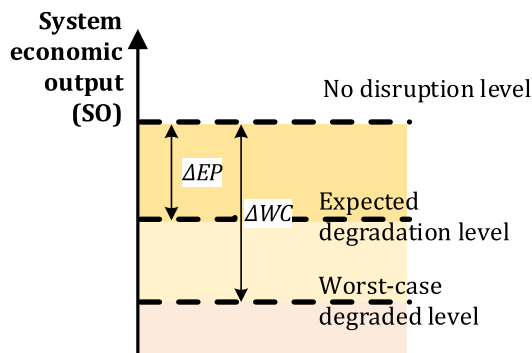 System
economic
output
(SO)
No disruption level
ΔEP
ΔWC
Expected
degradation level
Worst-case
degraded level